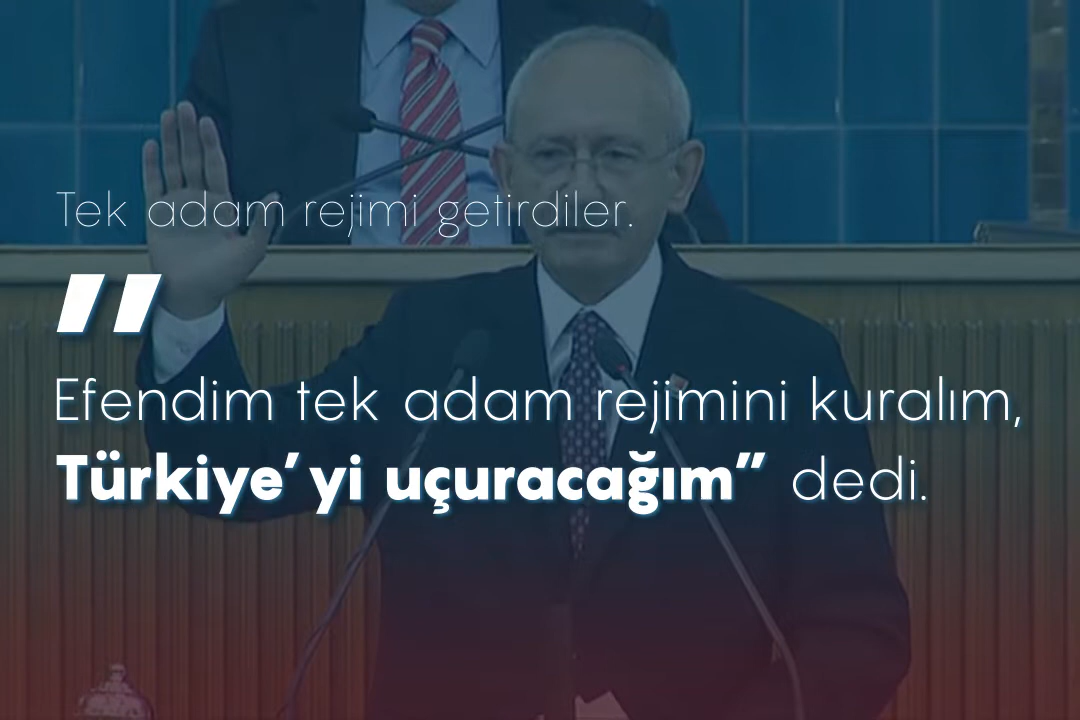 Tek adam rejimi getirdiler.
"
Efendim tek adam rejimini kuralım,
Türkiye'yi uçuracağım" dedi.